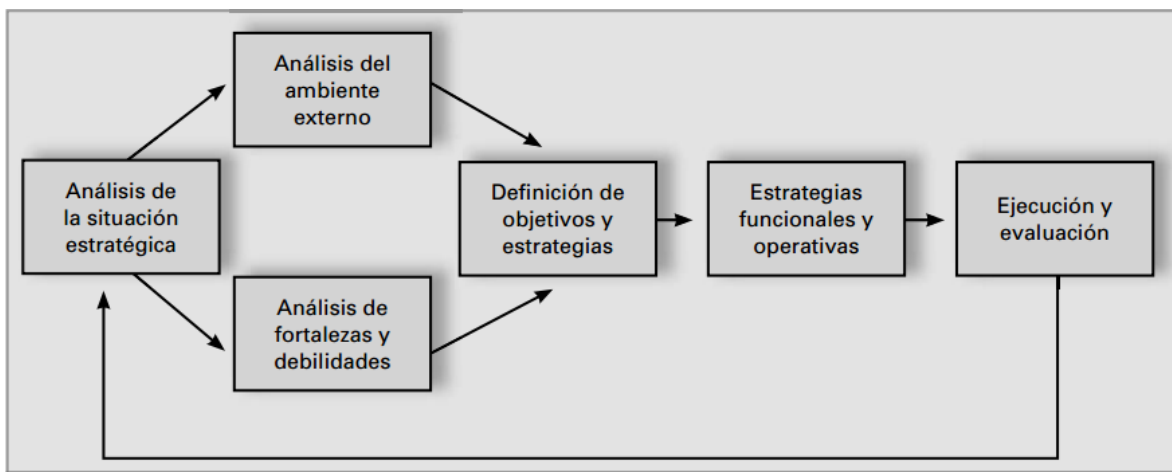 Análisis del
ambiente
externo
Análisis de
la situación
estratégica
Definición de
objetivos y
estrategias
Estrategias
funcionales y
operativas
Ejecución y
evaluación
Análisis de
fortalezas y
debilidades